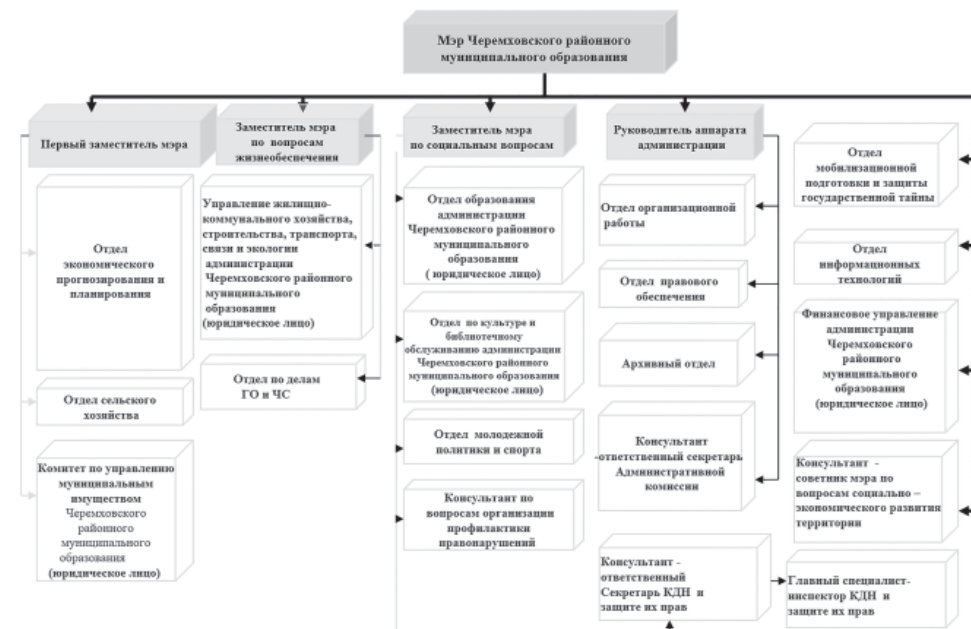 Мэр Черемховского районного
муниципального образования
Первый заместитель мэра
Заместитель мэра
по вопросам
жизнеобеспечения
Заместитель мэра
по социальным вопросам
Руководитель аппарата
администрации
Отдел
мобилизационной
подготовки и защиты
государственной тайны
Отдел
экономического
прогнозирования и
планирования
Управление жилищно-
коммунального хозяйства,
строительства, транспорта,
связи и экологии
администрации
Черемховского районного
муниципального
образования
(юридическое лицо)
Отдел образования
администрации
Черемховского районного
муниципального
образования
( юридическое лицо)
Отдел организационной
работы
Отдел
информационных
технологий
Отдел правового
обеспечения
Отдел по культуре и
библиотечному
обслуживанию администрации
Черемховского районного
муниципального образования
(юридическое лицо)
Финансовое управление
администрации
Черемховского
районного
муниципального
образования
(юридическое лицо)
Архивный отдел
Отдел по делам
ГО и ЧС
Отдел сельского
хозяйства
Отдел молодежной
политики и спорта
Консультант
-ответственный секретарь
Административной
комиссии
Комитет по управлению
муниципальным
имуществом
Черемховского
районного
муниципального
образования
(юридическое лицо)
Консультант по
вопросам организации
профилактики
правонарушений
Консультант -
советник мэра по
вопросам социально –
экономического развития
территории
Консультант -
ответственный
Секретарь КДН и
защите их прав
Главный специалист-
инспектор КДН и
защите их прав